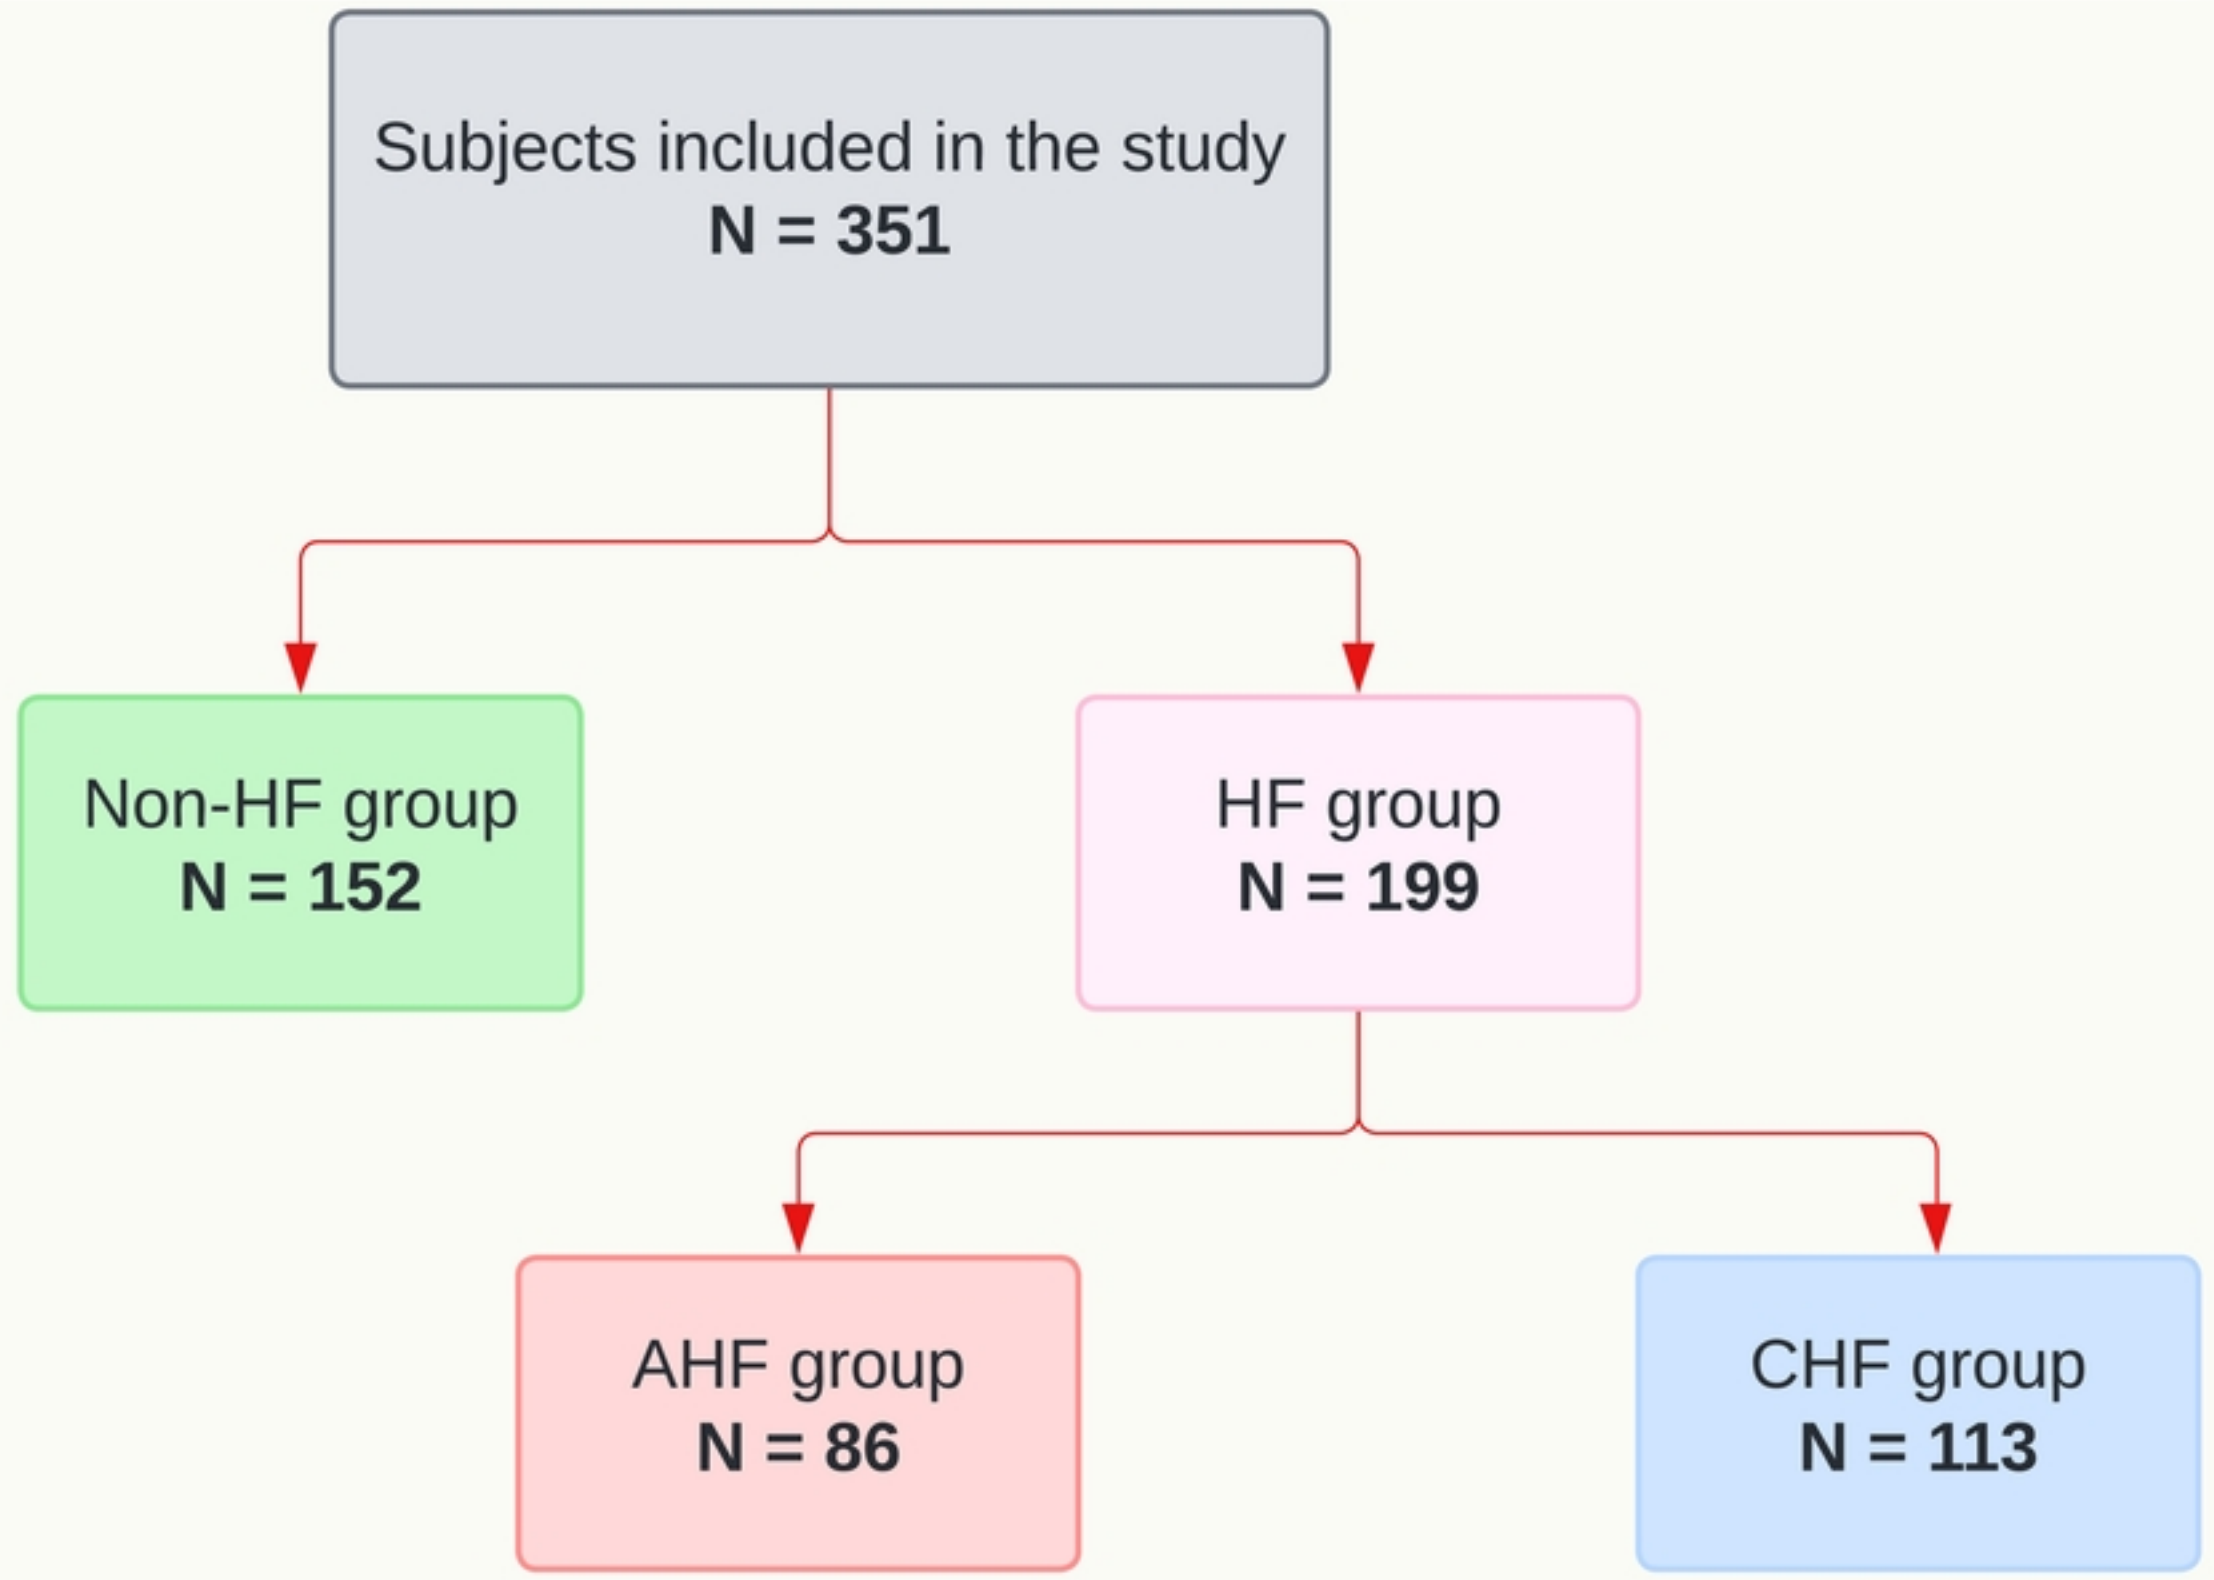 Subjects included in the study
N = 351
Non-HF group
N = 152
HF group
N = 199
AHF group
N = 86
CHF group
N = 113